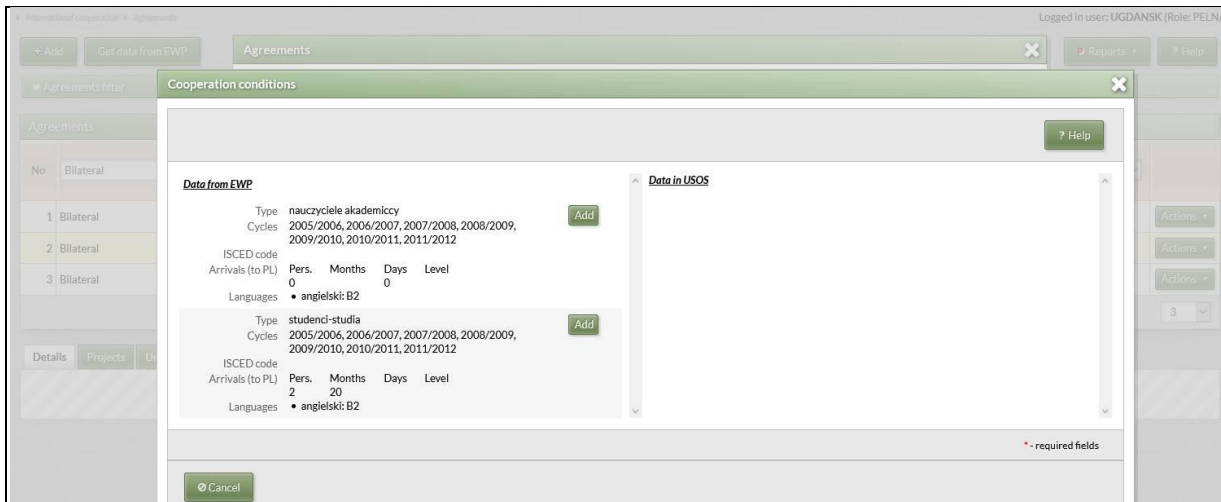 International cooperation Agreements
Logged in user: UGDANSK (Role: PELNA
+ Add Get data from EWP Agreements Reports ? Help
Agreements filter
Cooperation conditions
Agreements
? Help
No Bilateral
Data from EWP
Data in USOS
Type nauczyciele akademiccy Add
Cycles 2005/2006, 2006/2007, 2007/2008, 2008/2009,
2009/2010, 2010/2011, 2011/2012
ISCED code
Arrivals (to PL) Pers. Months Days Level
0 0
Languages • angielski: B2
Type studenci-studia Add
Cycles 2005/2006, 2006/2007, 2007/2008, 2008/2009,
2009/2010, 2010/2011, 2011/2012
ISCED code
Arrivals (to PL) Pers. Months Days Level
2 20
Languages • angielski: B2
1 Bilateral Actions
2 Bilateral Actions
3 Bilateral Actions
3
Details Projects
* - required fields
Cancel